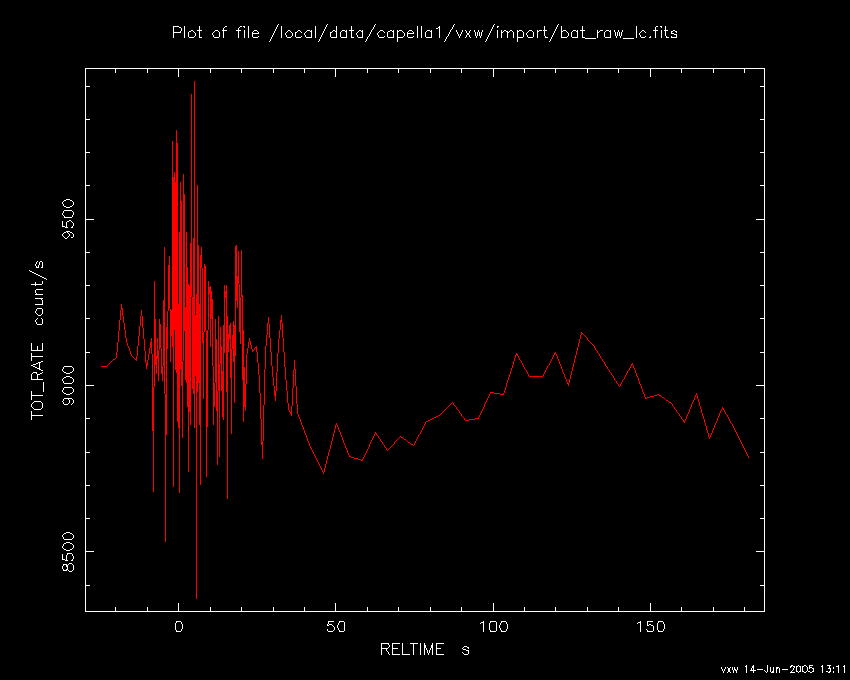 Plot of file /local/data/capella1/vxw/import/bat_raw_lc.fits
9500
9000
8500
TOT_RATE count/s
0 50 100 150
RELTIME s
vxw 14-Jun-2005 13:11